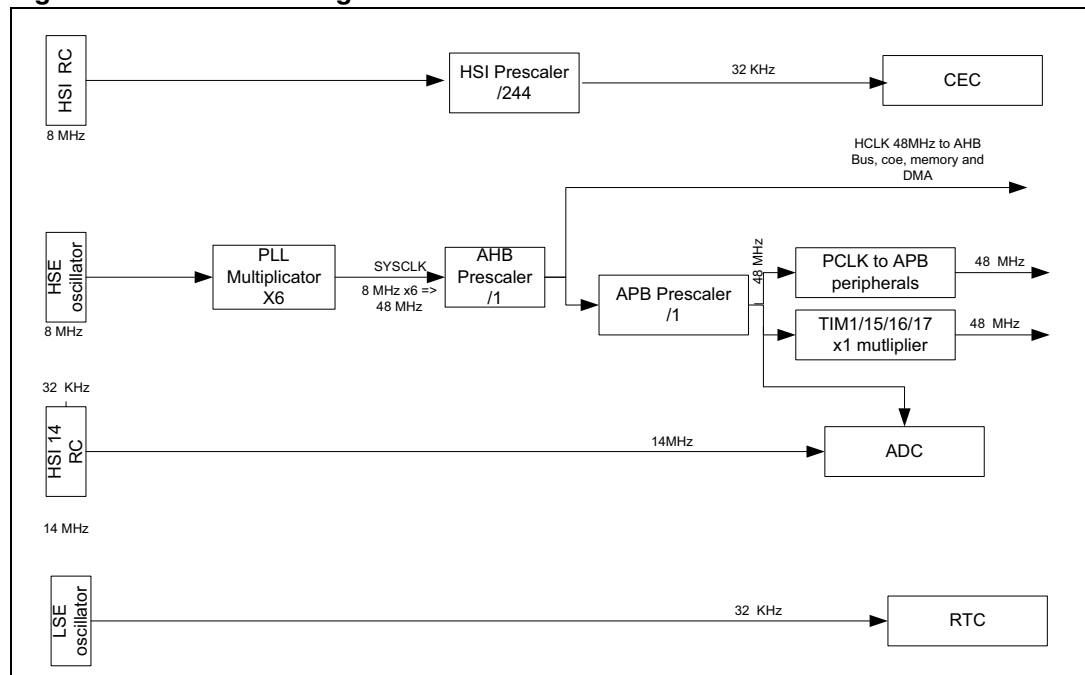 HSI RC
8 MHz
HSI Prescaler
/244
32 KHz
CEC
HCLK 48MHz to AHB
Bus, coe, memory and
DMA
HSE
oscillator
8 MHz
PLL
Multiplicator
X6
SYSCLK
8 MHz x6 =>
48 MHz
AHB
Prescaler
/1
APB Prescaler
/1
48 MHz
PCLK to APB
peripherals
48 MHz
TIM1/15/16/17
x1 mutliplier
48 MHz
32 KHz
HSI 14
RC
14 MHz
14MHz
ADC
LSE
oscillator
32 KHz
RTC